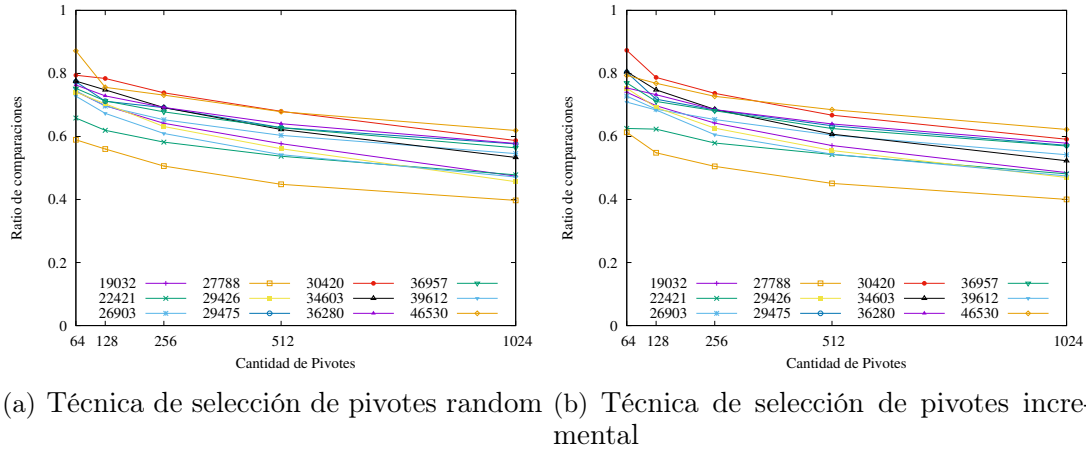 1
0.8
0.6
0.4
0.2
0
Ratio de comparaciones
19032 27788 30420 36957
22421 29426 34603 39612
26903 29475 36280 46530
64 128 256 512 1024
Cantidad de Pivotes
(a) Técnica de selección de pivotes random
1
0.8
0.6
0.4
0.2
0
Ratio de comparaciones
19032 27788 30420 36957
22421 29426 34603 39612
26903 29475 36280 46530
64 128 256 512 1024
Cantidad de Pivotes
(b) Técnica de selección de pivotes incre-
mental